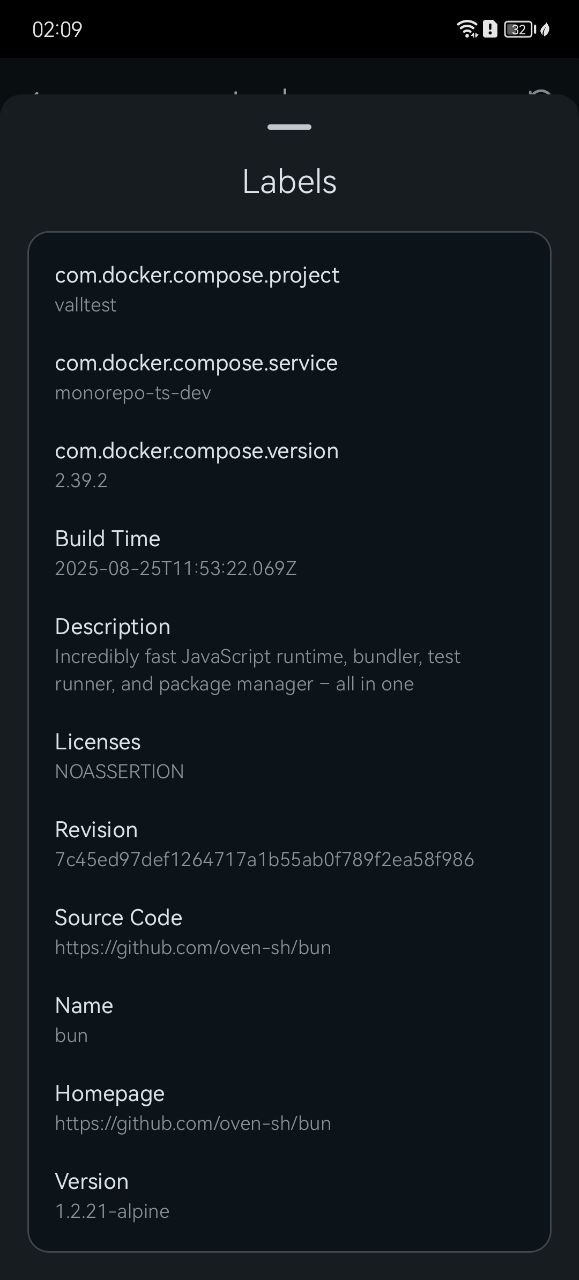 02:09
32
Labels
com.docker.compose.project
valltest
com.docker.compose.service
monorepo-ts-dev
com.docker.compose.version
2.39.2
Build Time
2025-08-25T11:53:22.069Z
Description
Incredibly fast JavaScript runtime, bundler, test
runner, and package manager – all in one
Licenses
NOASSERTION
Revision
7c45ed97def1264717a1b55ab0f789f2ea58f986
Source Code
https://github.com/oven-sh/bun
Name
bun
Homepage
https://github.com/oven-sh/bun
Version
1.2.21-alpine